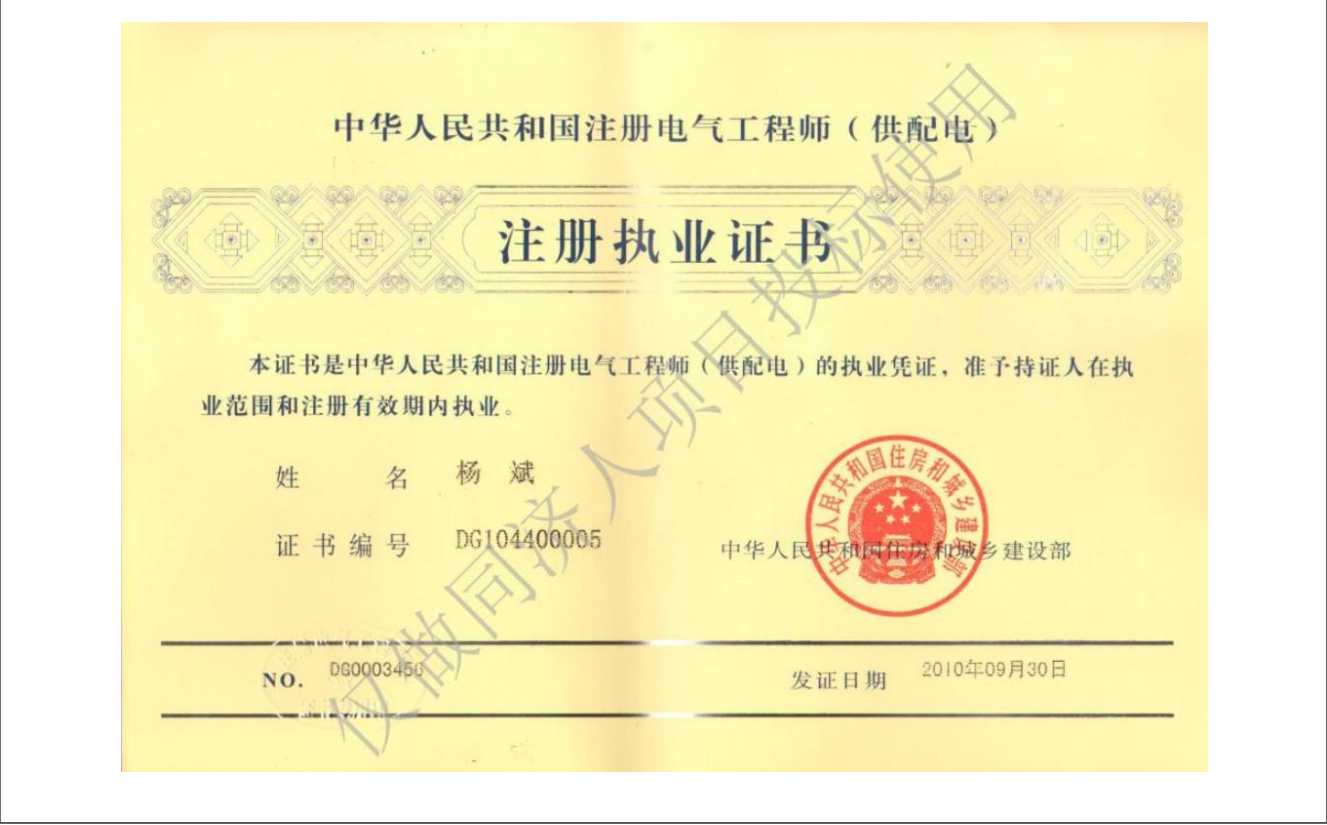 中华人民共和国注册电气工程师（供配电）
注册执业证书
本证书是中华人民共和国注册电气工程师（供配电）的执业凭证，准予持证人在执
业范围和注册有效期内执业。
姓 名 杨 斌
证书编号 DG104400005
中华人民共和国住房和城乡建设部
中华人民共和国住房和城乡建设部
NO. DG0003456
发证日期 2010年09月30日
仅做同济人项目投标使用